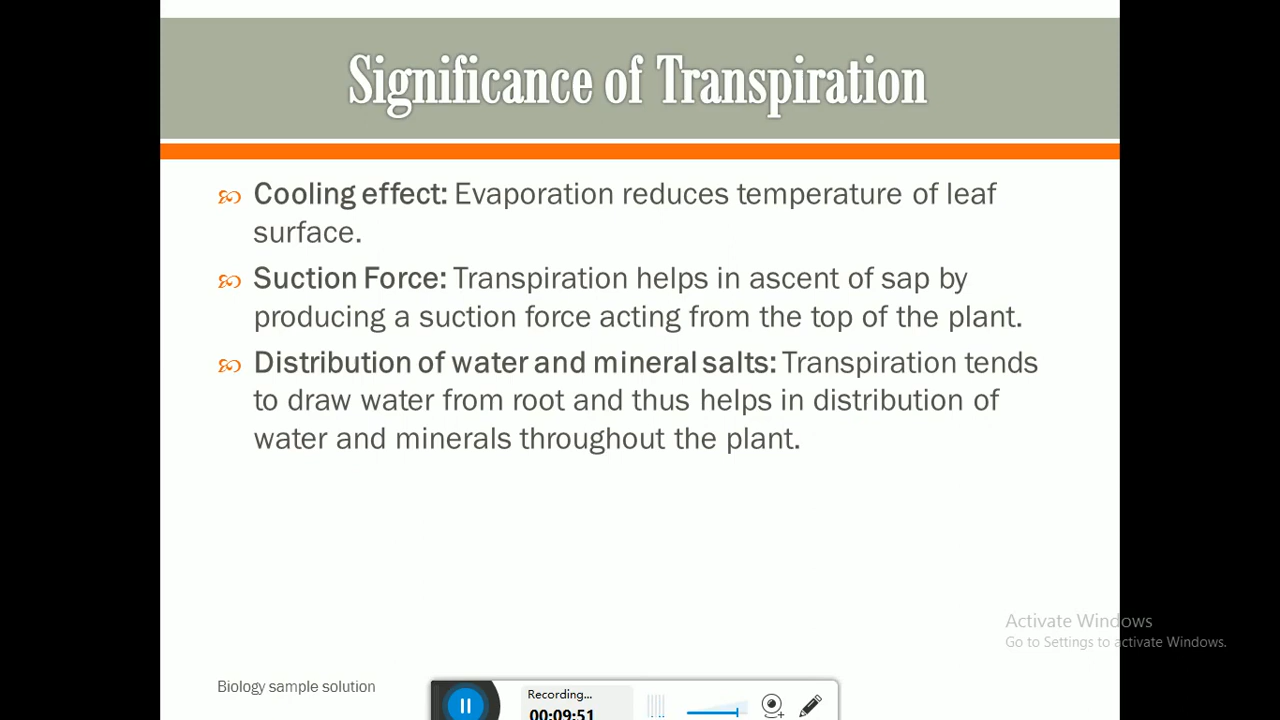 Significance of Transpiration
Cooling effect: Evaporation reduces temperature of leaf
surface.
Suction Force: Transpiration helps in ascent of sap by
producing a suction force acting from the top of the plant.
Distribution of water and mineral salts: Transpiration tends
to draw water from root and thus helps in distribution of
water and minerals throughout the plant.
Activate Windows
Go to Settings to activate Windows.
Biology sample solution
Recording...
00:09:51